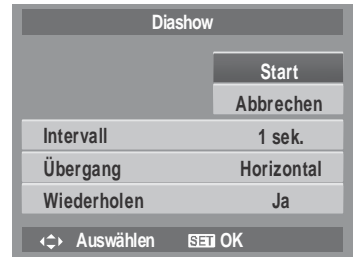 Diashow
Start
Abbrechen
Intervall 1 sek.
Übergang Horizontal
Wiederholen Ja
Auswählen SET OK